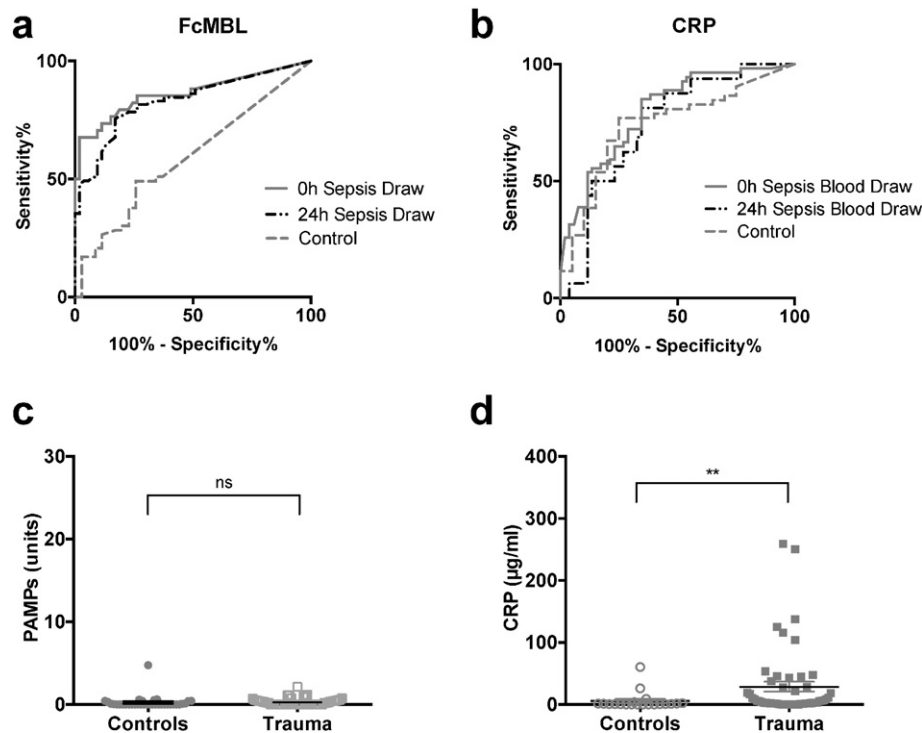 a
FcMBL
100
Sensitivity%
50
0
0h Sepsis Draw
24h Sepsis Draw
Control
0
50
100
100% - Specificity%
b
CRP
100
Sensitivity%
50
0
0h Sepsis Blood Draw
24h Sepsis Blood Draw
Control
0
50
100
100% - Specificity%
c
30
20
10
0
PAMPs (units)
ns
Controls
Trauma
d
400
300
200
100
0
CRP (µg/ml)
**
Controls
Trauma